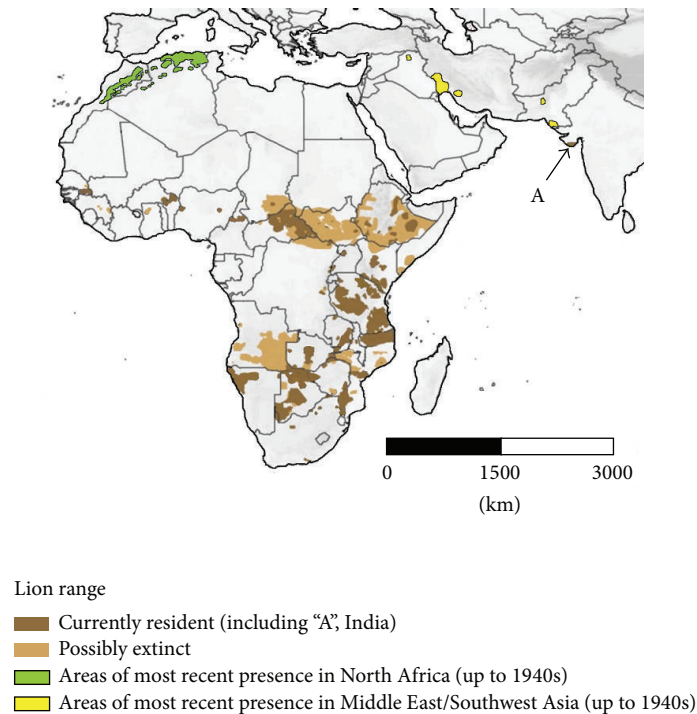 A
0 1500 3000
(km)
Lion range
Currently resident (including “A”, India)
Possibly extinct
Areas of most recent presence in North Africa (up to 1940s)
Areas of most recent presence in Middle East/Southwest Asia (up to 1940s)